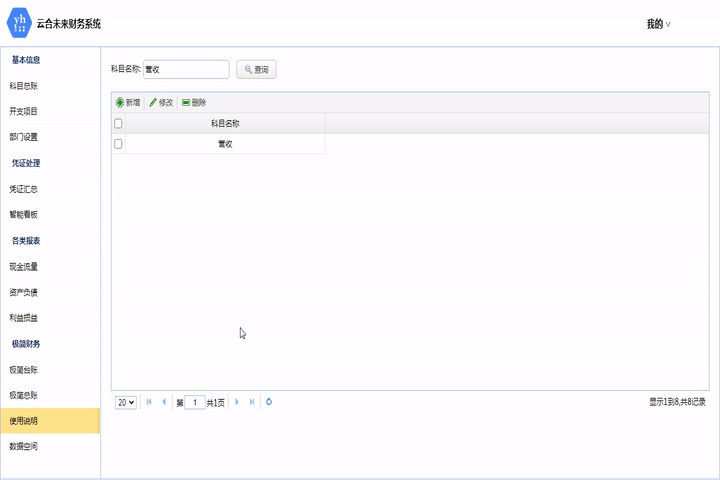 yh
云合未来财务系统
我的 ∨
基本信息
科目总账
开支项目
部门设置
凭证处理
凭证汇总
智能看板
各类报表
现金流量
资产负债
利益损益
极简财务
极简台账
极简总账
使用说明
数据空间
科目名称: 营收 查询
新增 修改 删除
科目名称
营收
20 第 1 共1页 显示1到8,共8记录